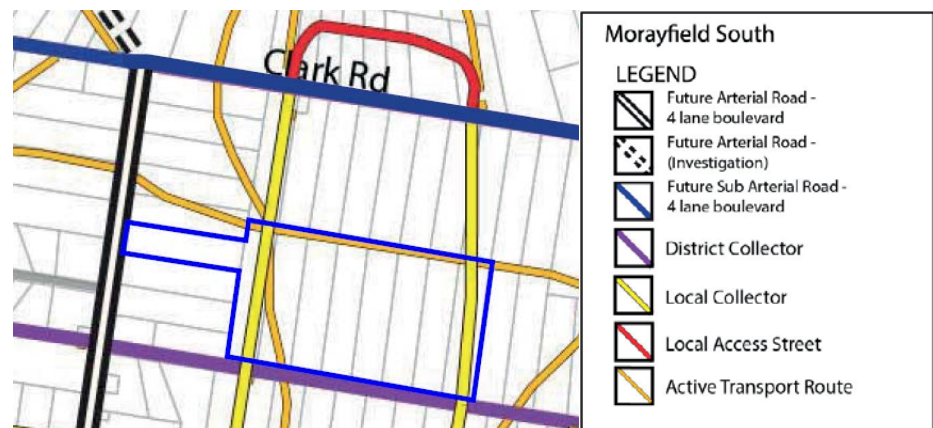 Clark Rd
Morayfield South
LEGEND
Future Arterial Road -
4 lane boulevard
Future Arterial Road -
(Investigation)
Future Sub Arterial Road -
4 lane boulevard
District Collector
Local Collector
Local Access Street
Active Transport Route